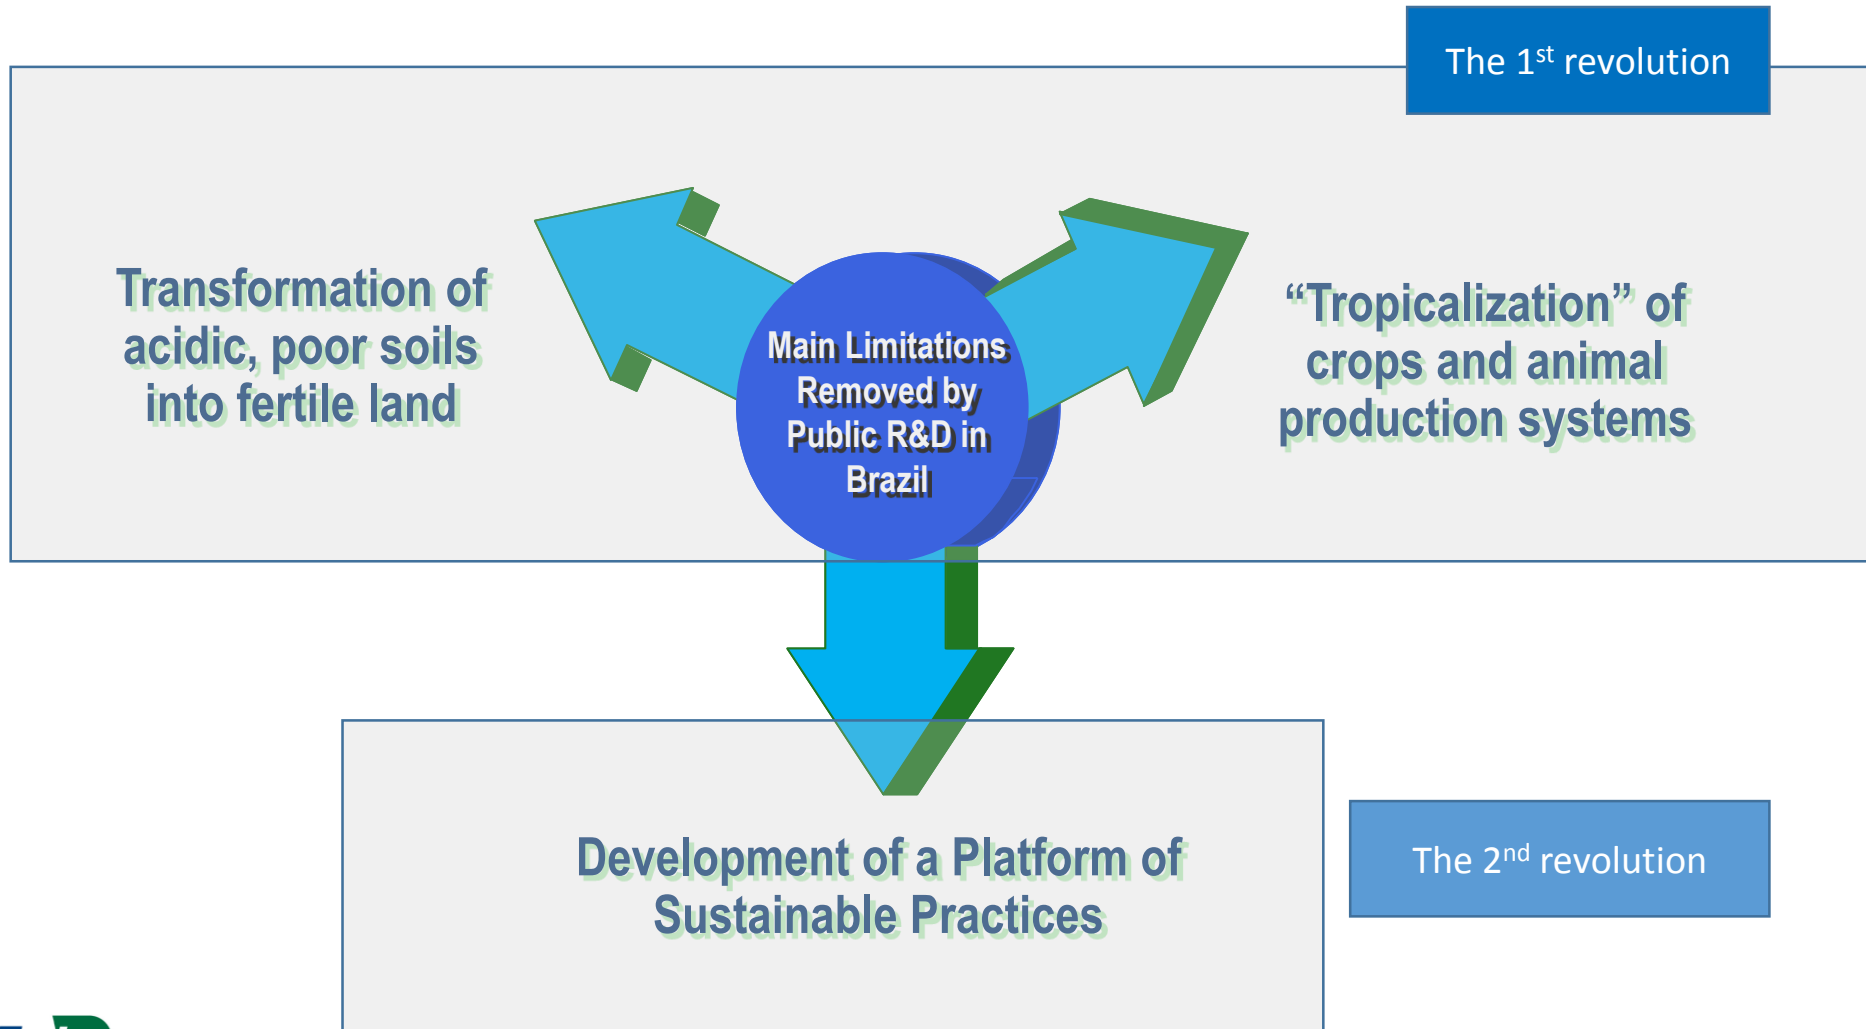 The 1st revolution
Transformation of
acidic, poor soils
into fertile land
Main Limitations
Removed by
Public R&D in
Brazil
“Tropicalization” of
crops and animal
production systems
Development of a Platform of
Sustainable Practices
The 2nd revolution